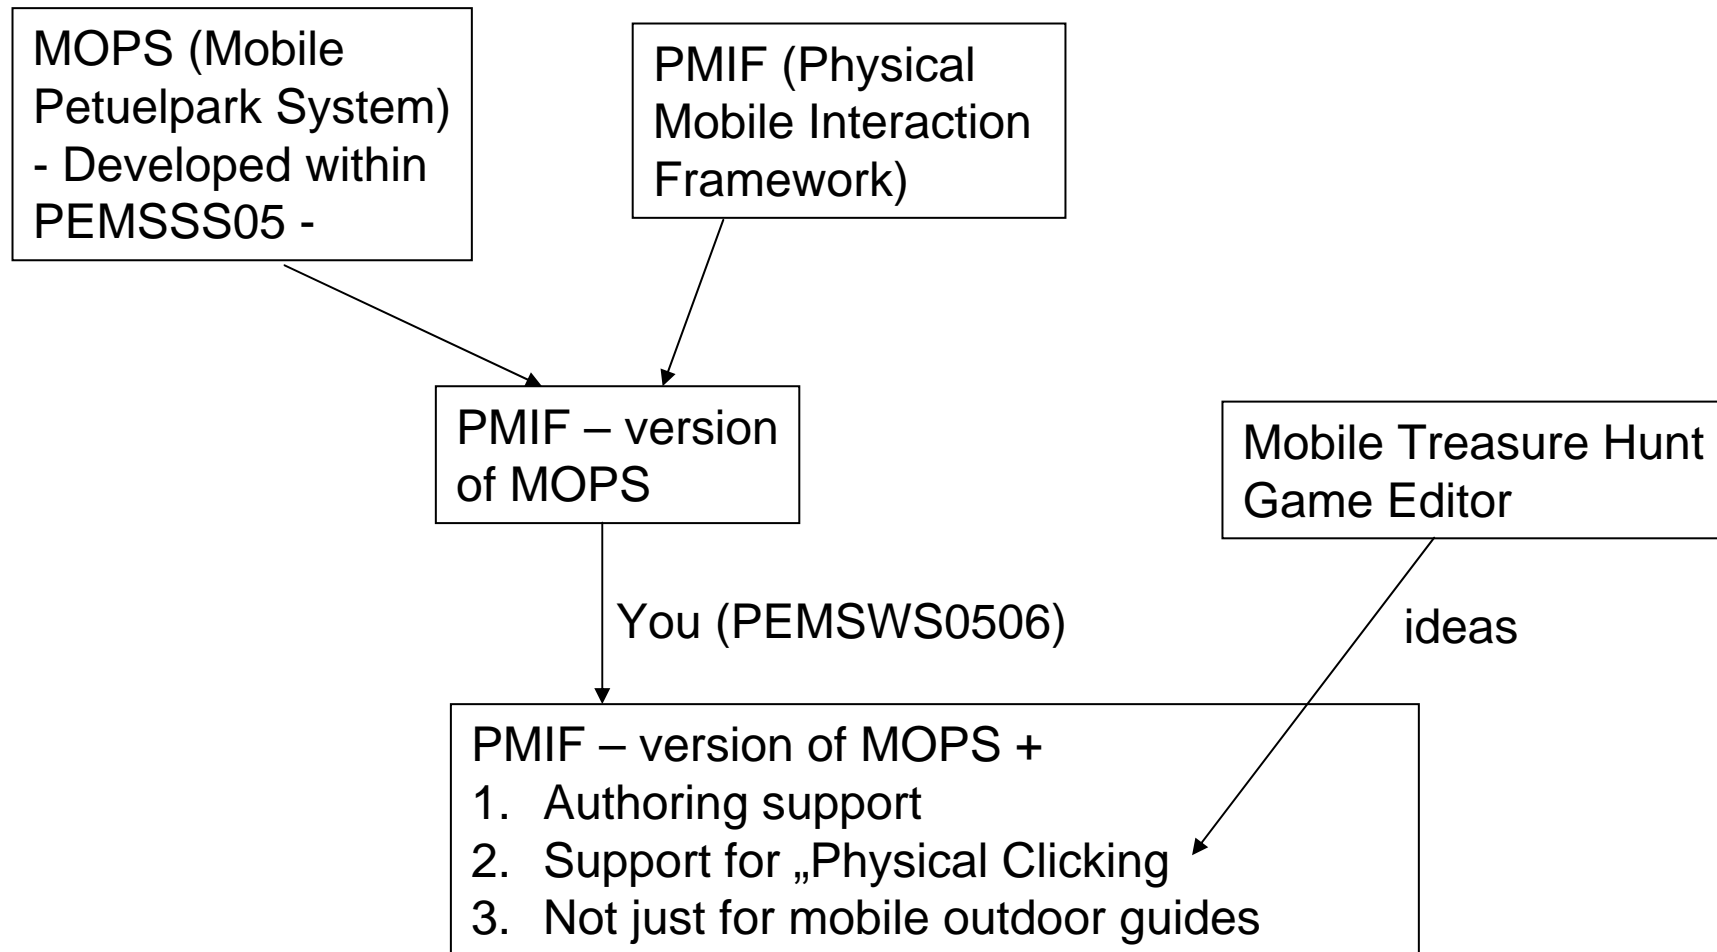 MOPS (Mobile
Petuelpark System)
- Developed within
PEMSSS05 -
PMIF (Physical
Mobile Interaction
Framework)
PMIF – version
of MOPS
Mobile Treasure Hunt
Game Editor
You (PEMSWS0506)
ideas
PMIF – version of MOPS +
1. Authoring support
2. Support for „Physical Clicking
3. Not just for mobile outdoor guides